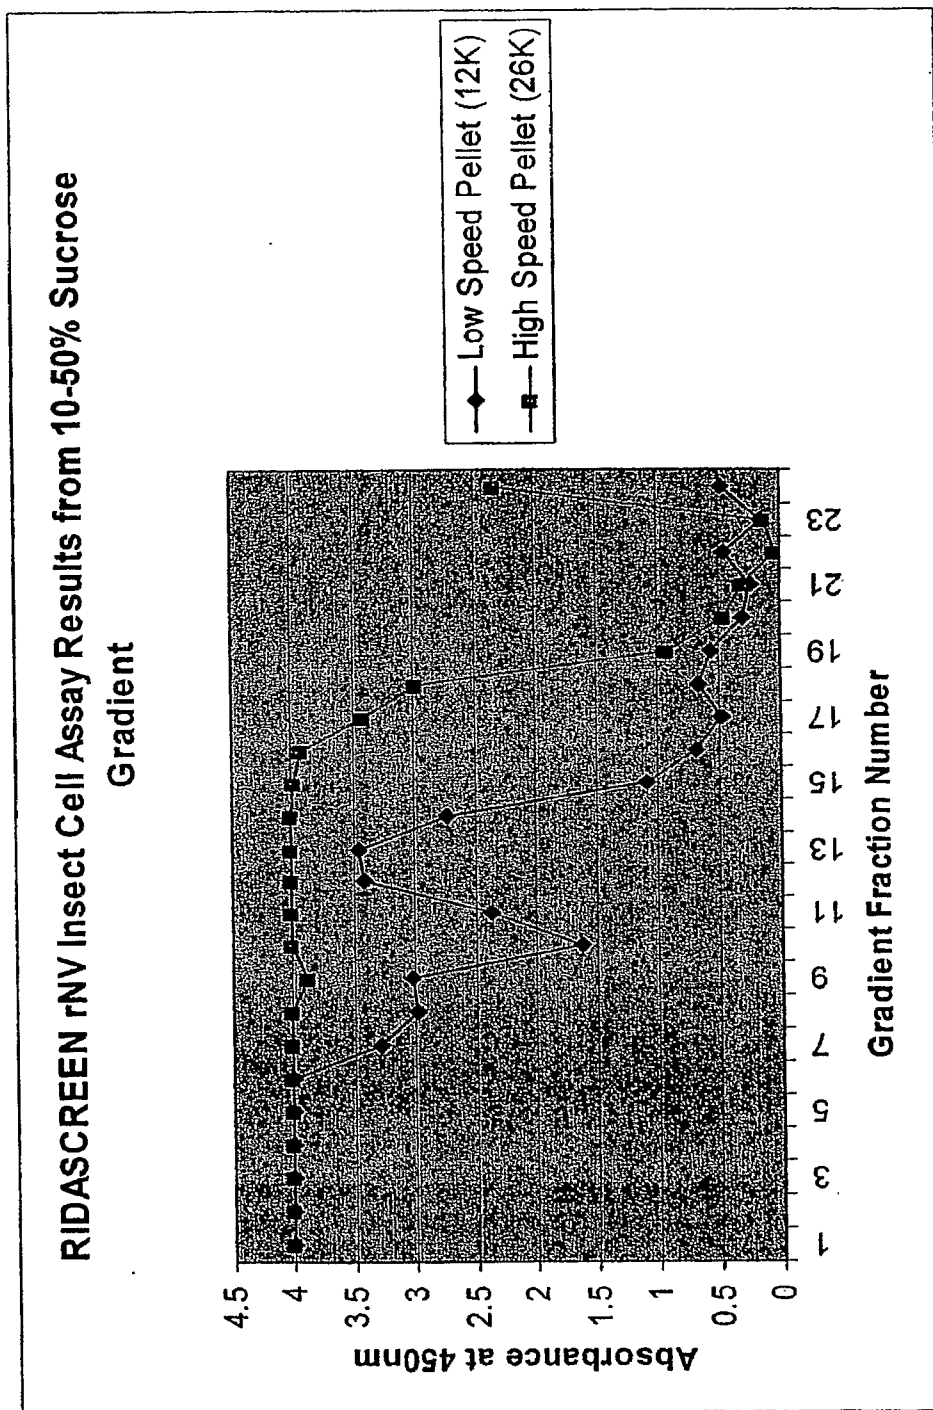 RIDASCREEN rNV Insect Cell Assay Results from 10-50% Sucrose
Gradient
Absorbance at 450nm
4.5
4
3.5
3
2.5
2
1.5
1
0.5
0
1 3 5 7 9 11 13 15 17 19 21 23
Gradient Fraction Number
Low Speed Pellet (12K)
High Speed Pellet (26K)